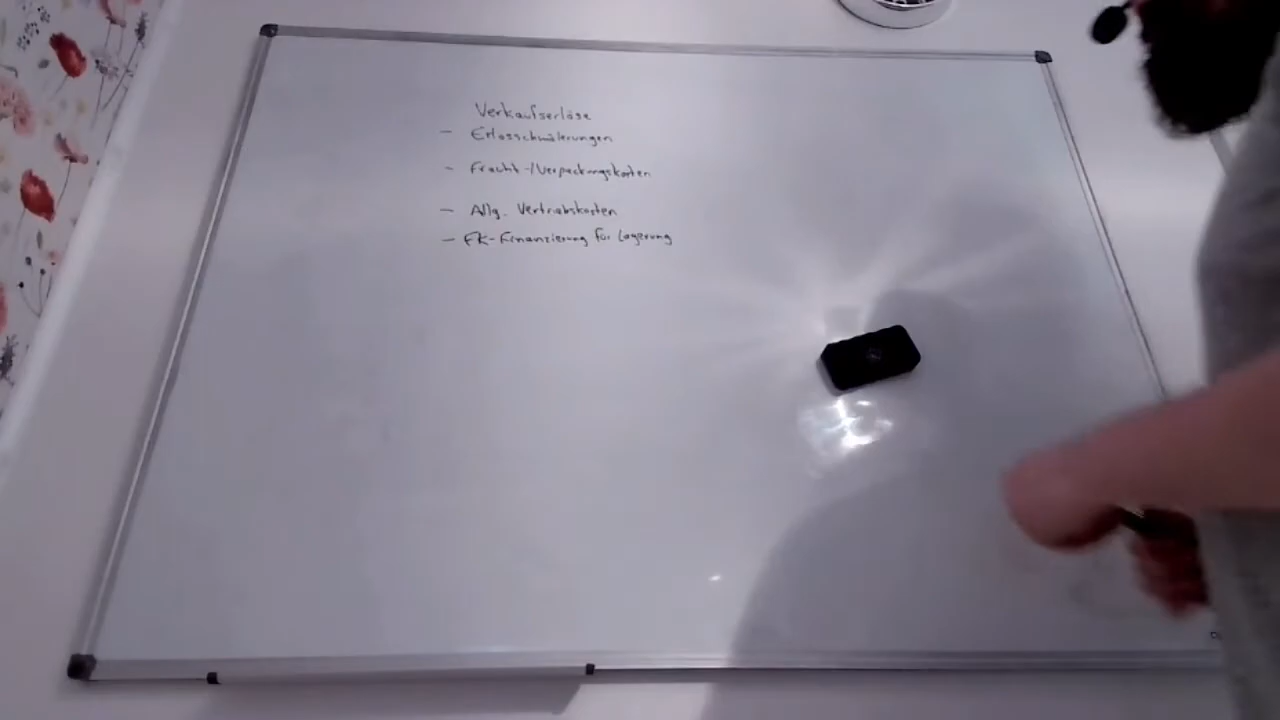 Verkaufserlöse
- Erlösschmälerungen
- Fracht-/Verpackungskosten
- Allg. Vertriebskosten
- FK-Finanzierung für Lagerung